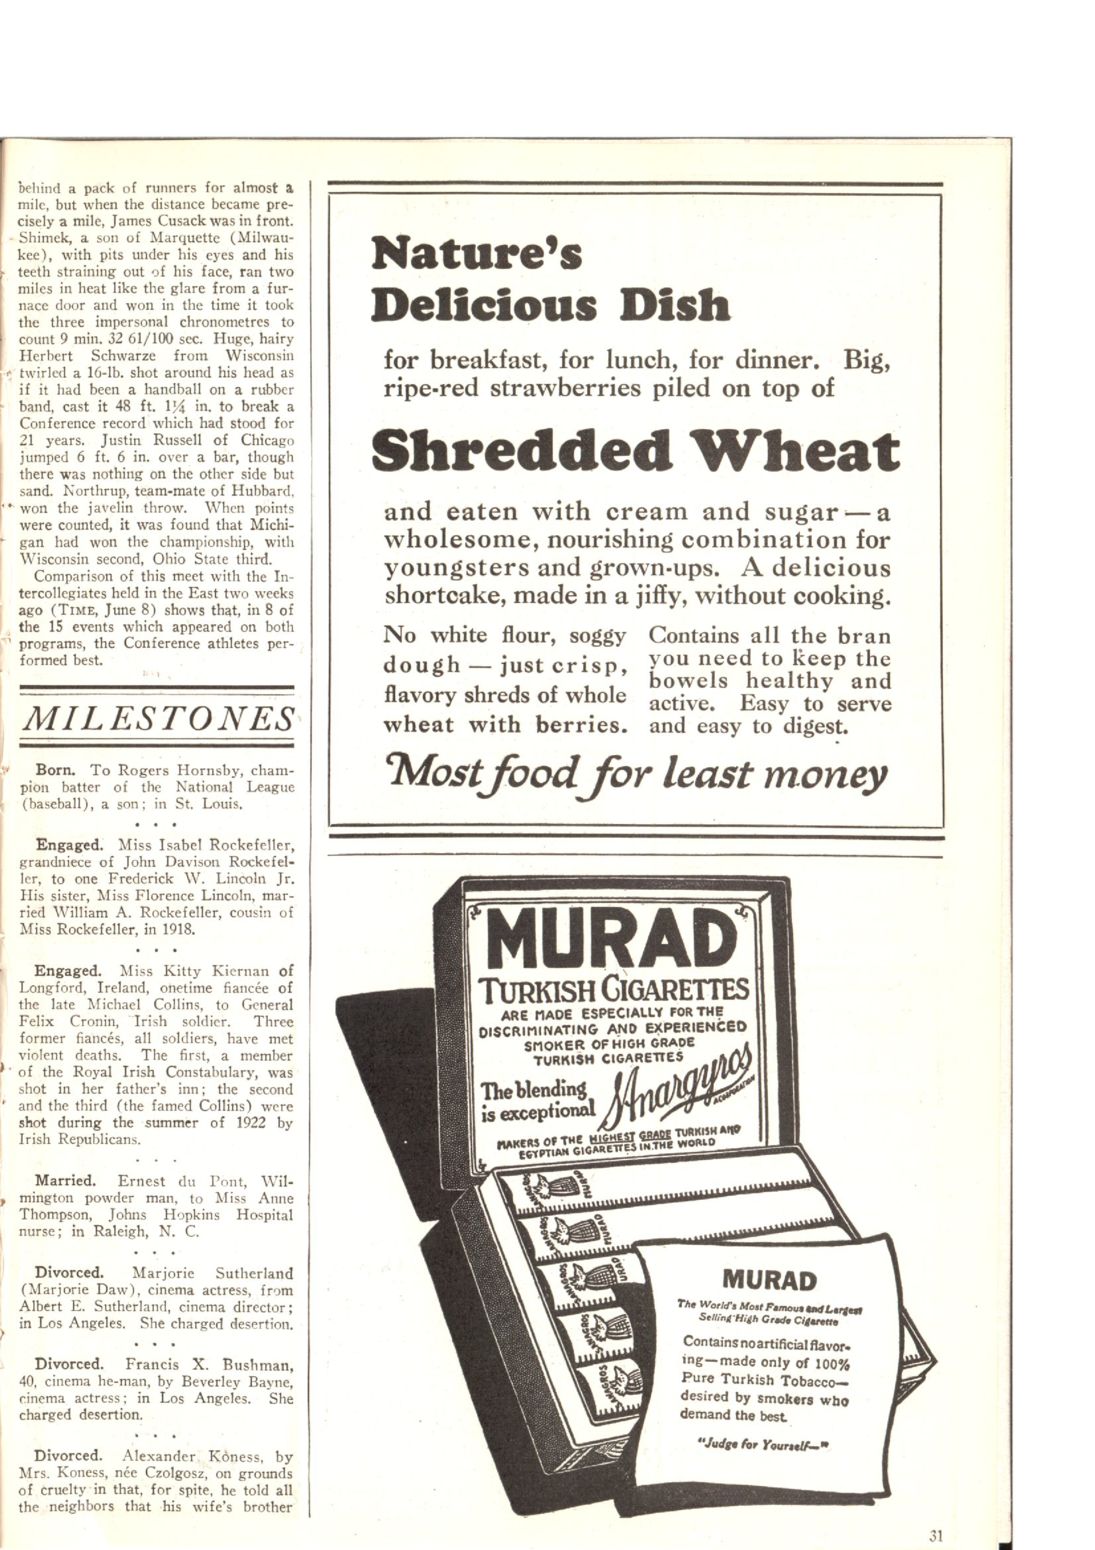 behind a pack of runners for almost a
mile, but when the distance became pre-
cisely a mile, James Cusack was in front.
Shimek, a son of Marquette (Milwau-
kee), with pits under his eyes and his
teeth straining out of his face, ran two
miles in heat like the glare from a fur-
nace door and won in the time it took
the three impersonal chronometres to
count 9 min. 32 61/100 sec. Huge, hairy
Herbert Schwarze from Wisconsin
twirled a 16-lb. shot around his head as
if it had been a handball on a rubber
band, cast it 48 ft. 1¼ in. to break a
Conference record which had stood for
21 years. Justin Russell of Chicago
jumped 6 ft. 6 in. over a bar, though
there was nothing on the other side but
sand. Northrup, team-mate of Hubbard,
won the javelin throw. When points
were counted, it was found that Michi-
gan had won the championship, with
Wisconsin second, Ohio State third.
Comparison of this meet with the In-
tercollegiates held in the East two weeks
ago (TIME, June 8) shows that, in 8 of
the 15 events which appeared on both
programs, the Conference athletes per-
formed best.
MILESTONES
Born. To Rogers Hornsby, cham-
pion batter of the National League
(baseball), a son; in St. Louis.
• • •
Engaged. Miss Isabel Rockefeller,
grandniece of John Davison Rockefel-
ler, to one Frederick W. Lincoln Jr.
His sister, Miss Florence Lincoln, mar-
ried William A. Rockefeller, cousin of
Miss Rockefeller, in 1918.
• • •
Engaged. Miss Kitty Kiernan of
Longford, Ireland, onetime fiancée of
the late Michael Collins, to General
Felix Cronin, Irish soldier. Three
former fiancés, all soldiers, have met
violent deaths. The first, a member
of the Royal Irish Constabulary, was
shot in her father's inn; the second
and the third (the famed Collins) were
shot during the summer of 1922 by
Irish Republicans.
• • •
Married. Ernest du Pont, Wil-
mington powder man, to Miss Anne
Thompson, Johns Hopkins Hospital
nurse; in Raleigh, N. C.
• • •
Divorced. Marjorie Sutherland
(Marjorie Daw), cinema actress, from
Albert E. Sutherland, cinema director;
in Los Angeles. She charged desertion.
• • •
Divorced. Francis X. Bushman,
40, cinema he-man, by Beverley Bayne,
cinema actress; in Los Angeles. She
charged desertion.
• • •
Divorced. Alexander Koness, by
Mrs. Koness, née Czolgosz, on grounds
of cruelty in that, for spite, he told all
the neighbors that his wife's brother
Nature's
Delicious Dish
for breakfast, for lunch, for dinner. Big,
ripe-red strawberries piled on top of
Shredded Wheat
and eaten with cream and sugar—a
wholesome, nourishing combination for
youngsters and grown-ups. A delicious
shortcake, made in a jiffy, without cooking.
No white flour, soggy
dough — just crisp,
flavory shreds of whole
wheat with berries.
Contains all the bran
you need to keep the
bowels healthy and
active. Easy to serve
and easy to digest.
Most food for least money
MURAD
TURKISH CIGARETTES
ARE MADE ESPECIALLY FOR THE
DISCRIMINATING AND EXPERIENCED
SMOKER OF HIGH GRADE
TURKISH CIGARETTES
The blending
is exceptional
S. Anargyros
A CORPORATION
MAKERS OF THE HIGHEST GRADE TURKISH AND
EGYPTIAN CIGARETTES IN THE WORLD
S.ANAGROS MURAD
S.ANAGROS MURAD
S.ANAGROS URAD
S.ANAGROS
S.ANAGROS
MURAD
The World's Most Famous and Largest
Selling High Grade Cigarette
Contains no artificial flavor-
ing—made only of 100%
Pure Turkish Tobacco—
desired by smokers who
demand the best.
"Judge for Yourself—"
31